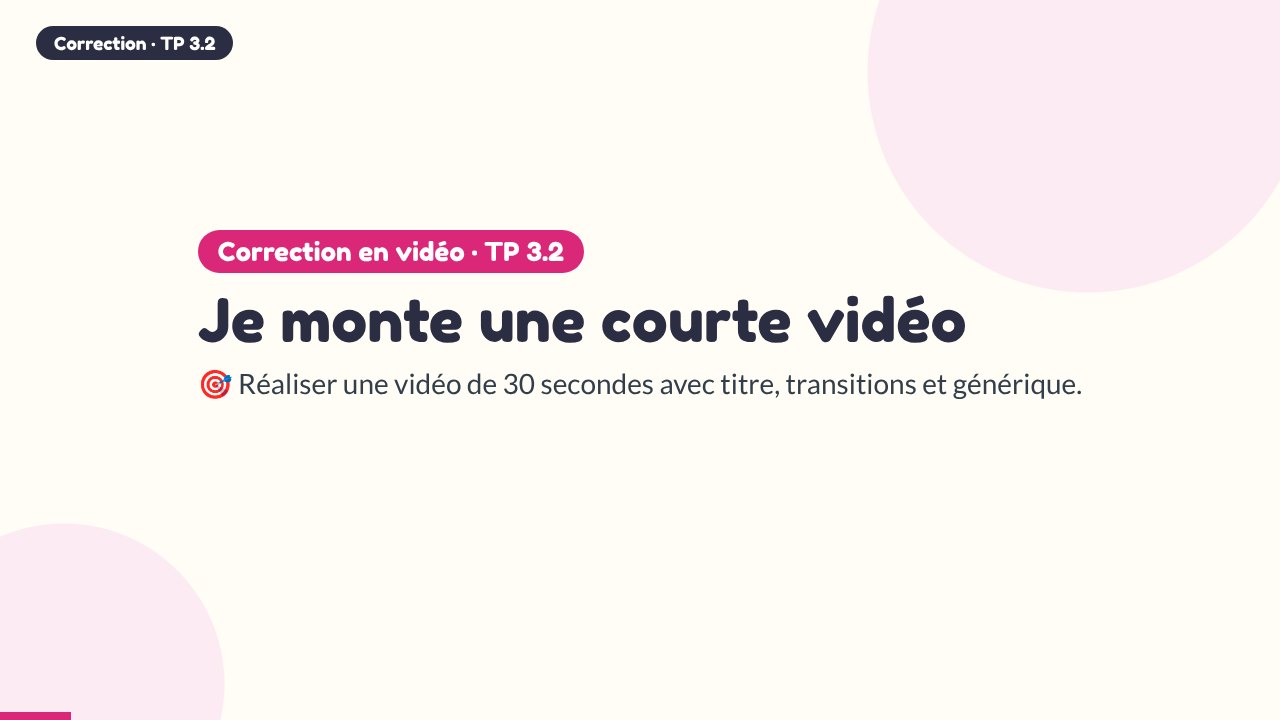 Correction · TP 3.2
Correction en vidéo · TP 3.2
Je monte une courte vidéo
🎯 Réaliser une vidéo de 30 secondes avec titre, transitions et générique.